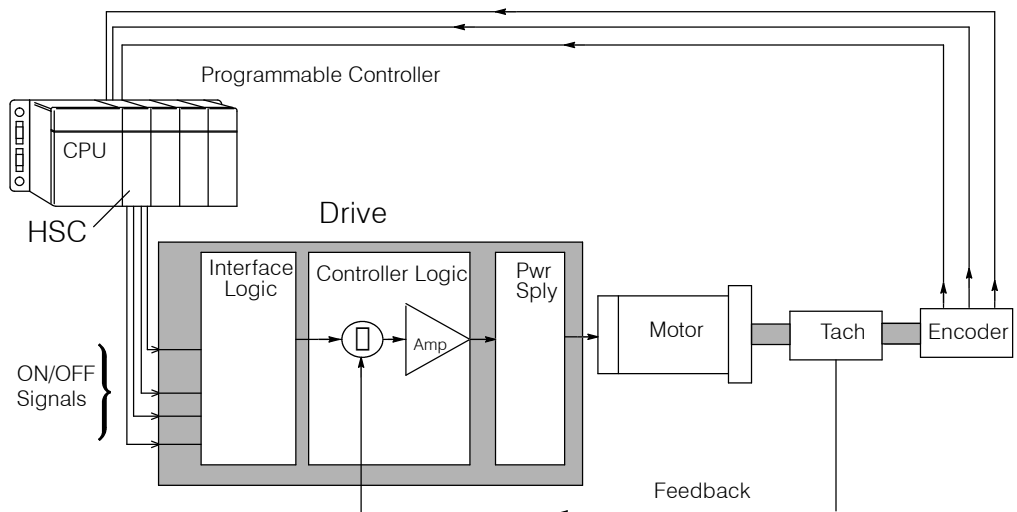 Programmable Controller
CPU
HSC
Drive
Interface
Logic
Controller Logic
Pwr
Sply
Amp
Motor
Tach
Encoder
ON/OFF
Signals
Feedback